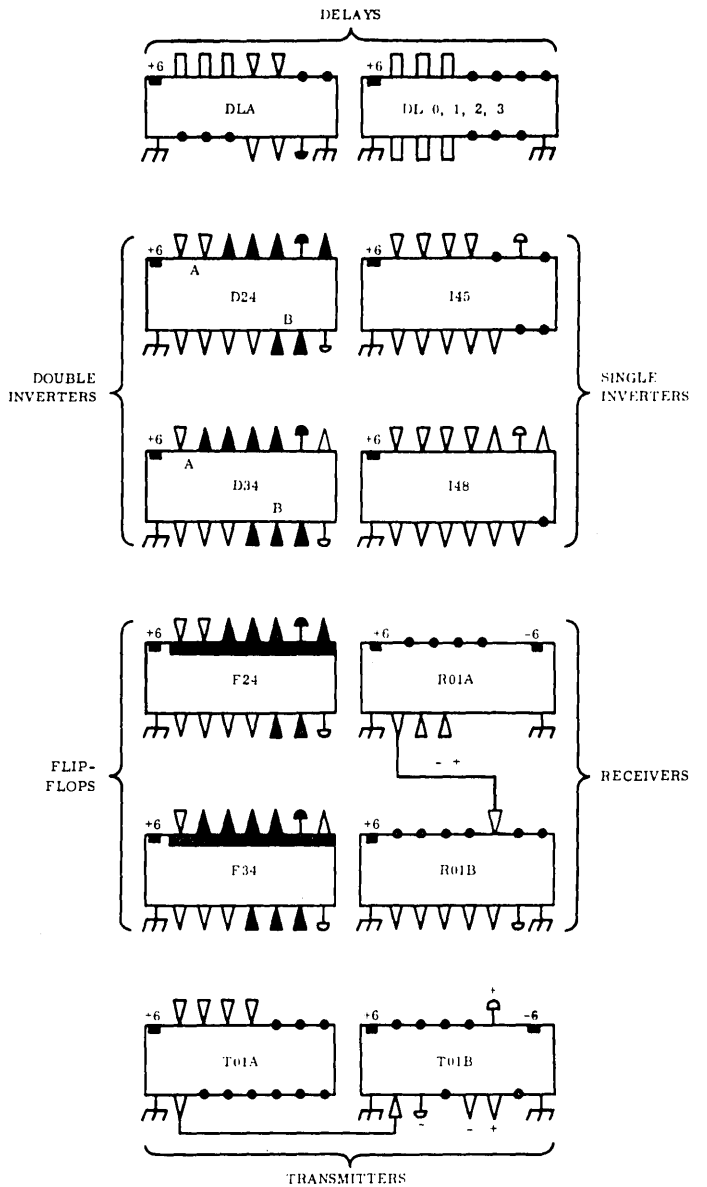 DELAYS
+6 +6
DLA DL 0, 1, 2, 3
+6 +6
A
D24 I45
B
DOUBLE
INVERTERS
SINGLE
INVERTERS
+6 +6
A
D34 I48
B
+6 +6 -6
F24 R01A
- +
FLIP-
FLOPS
RECEIVERS
+6 +6
F34 R01B
+
+6 +6 -6
T01A T01B
- - +
TRANSMITTERS